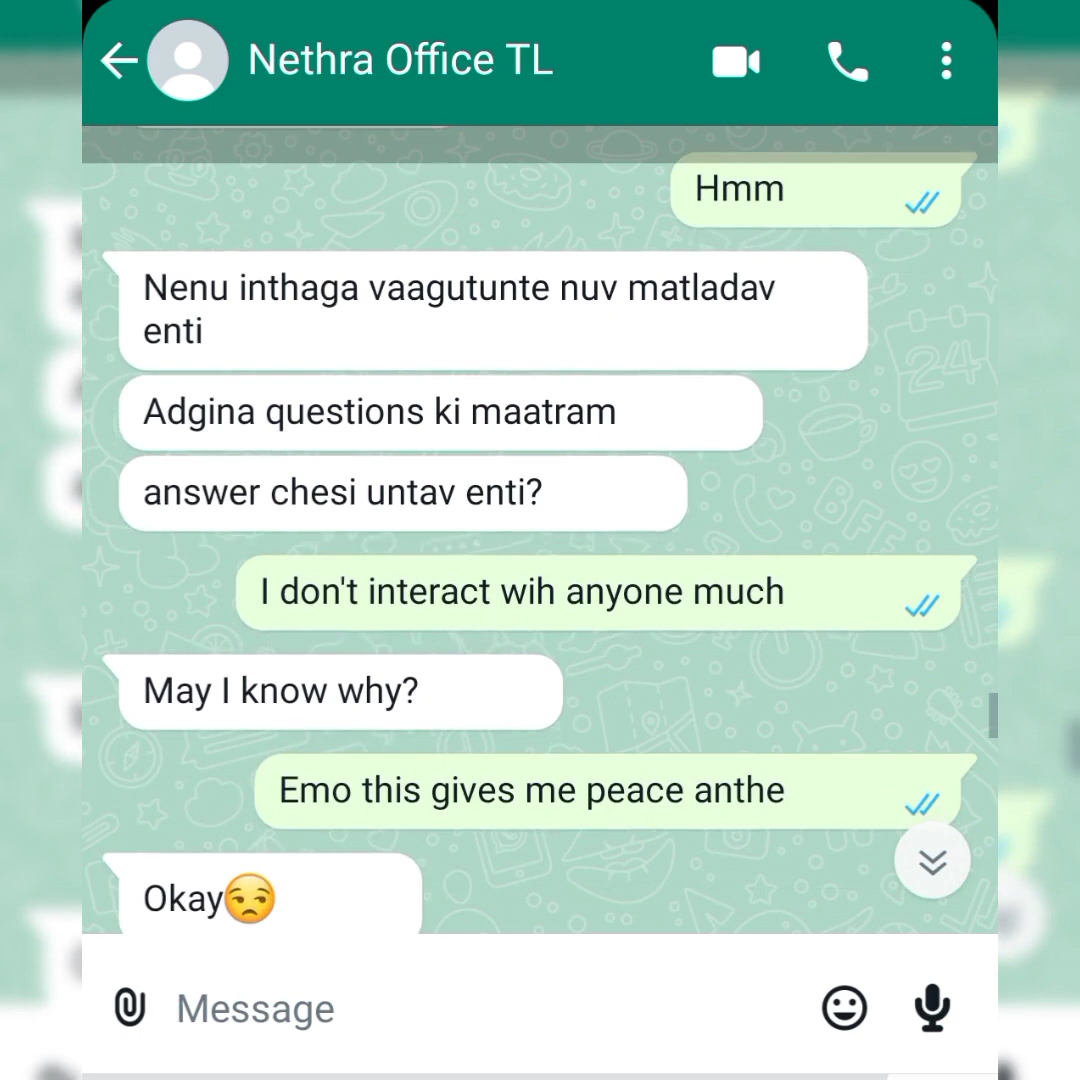 Nethra Office TL
Hmm
Nenu inthaga vaagutunte nuv matladav
enti
Adgina questions ki maatram
answer chesi untav enti?
I don't interact wih anyone much
May I know why?
Emo this gives me peace anthe
Okay😒
Message